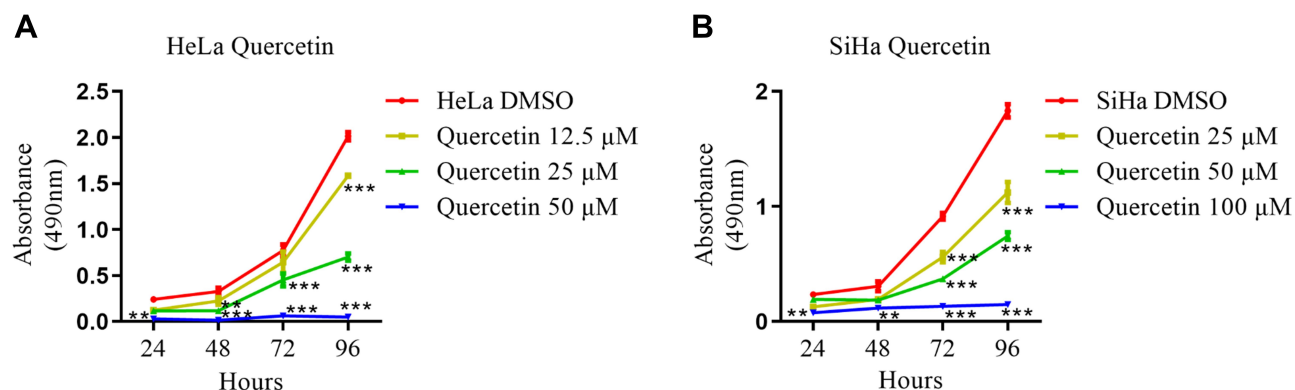 A
HeLa Quercetin
Absorbance
(490nm)
2.5
2.0
1.5
1.0
0.5
0.0
24 48 72 96
Hours
HeLa DMSO
Quercetin 12.5 µM
Quercetin 25 µM
Quercetin 50 µM
***
***
***
**
***
***
***
**
B
SiHa Quercetin
Absorbance
(490nm)
2
1
0
24 48 72 96
Hours
SiHa DMSO
Quercetin 25 µM
Quercetin 50 µM
Quercetin 100 µM
***
***
***
***
**
**
***
***